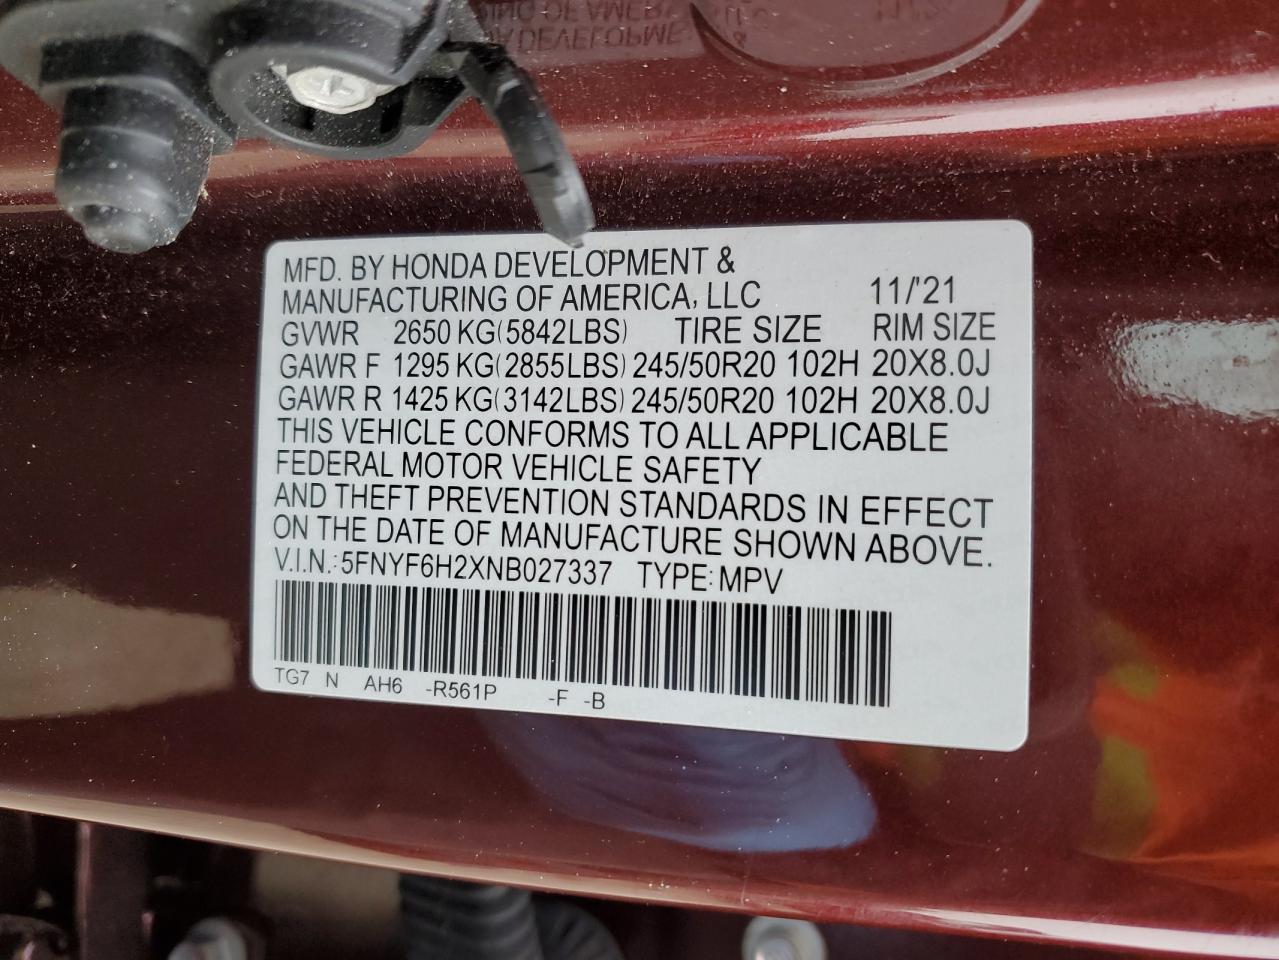 MFD. BY HONDA DEVELOPMENT &
MANUFACTURING OF AMERICA, LLC 11/'21
GVWR 2650 KG(5842LBS) TIRE SIZE RIM SIZE
GAWR F 1295 KG(2855LBS) 245/50R20 102H 20X8.0J
GAWR R 1425 KG(3142LBS) 245/50R20 102H 20X8.0J
THIS VEHICLE CONFORMS TO ALL APPLICABLE
FEDERAL MOTOR VEHICLE SAFETY
AND THEFT PREVENTION STANDARDS IN EFFECT
ON THE DATE OF MANUFACTURE SHOWN ABOVE.
V.I.N.: 5FNYF6H2XNB027337 TYPE: MPV
TG7 N AH6 -R561P -F -B